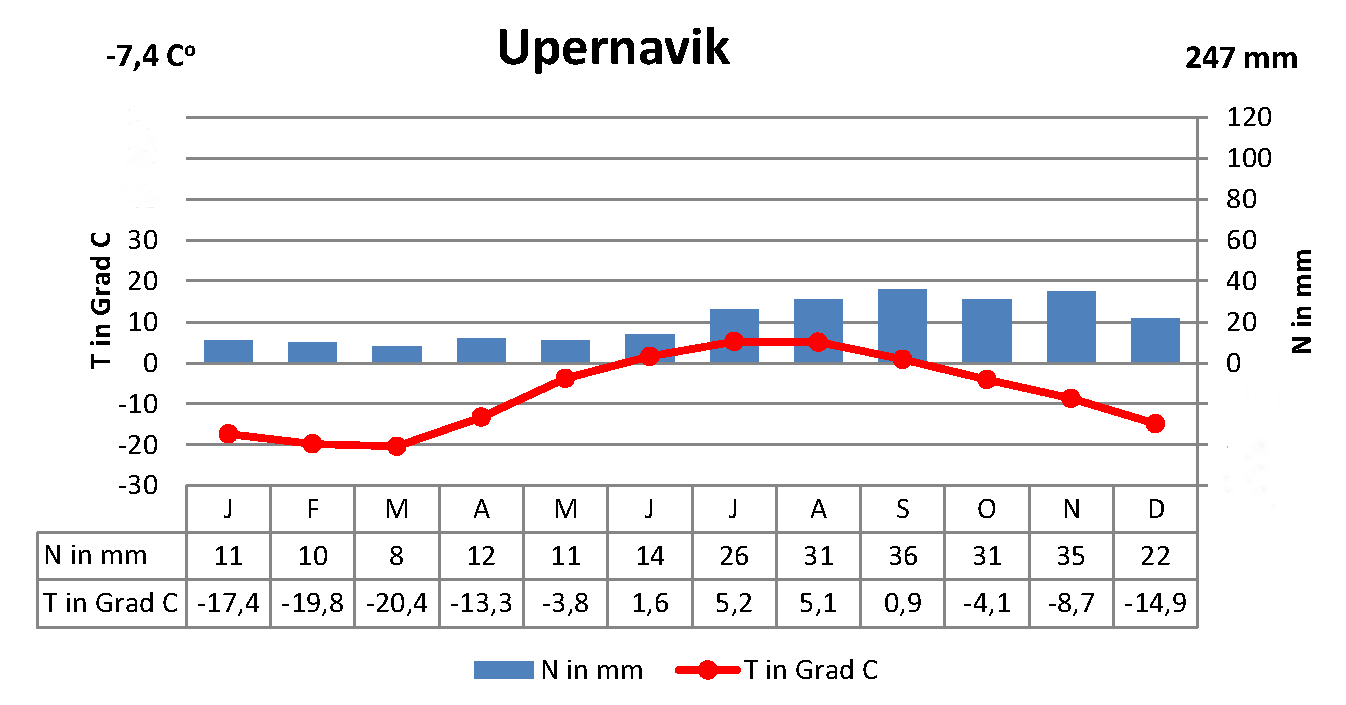 Upernavik
-7,4 Cº
247 mm
T in Grad C
30
20
10
0
-10
-20
-30
120
100
80
60
40
20
0
N in mm
J F M A M J J A S O N D
N in mm 11 10 8 12 11 14 26 31 36 31 35 22
T in Grad C -17,4 -19,8 -20,4 -13,3 -3,8 1,6 5,2 5,1 0,9 -4,1 -8,7 -14,9
N in mm T in Grad C